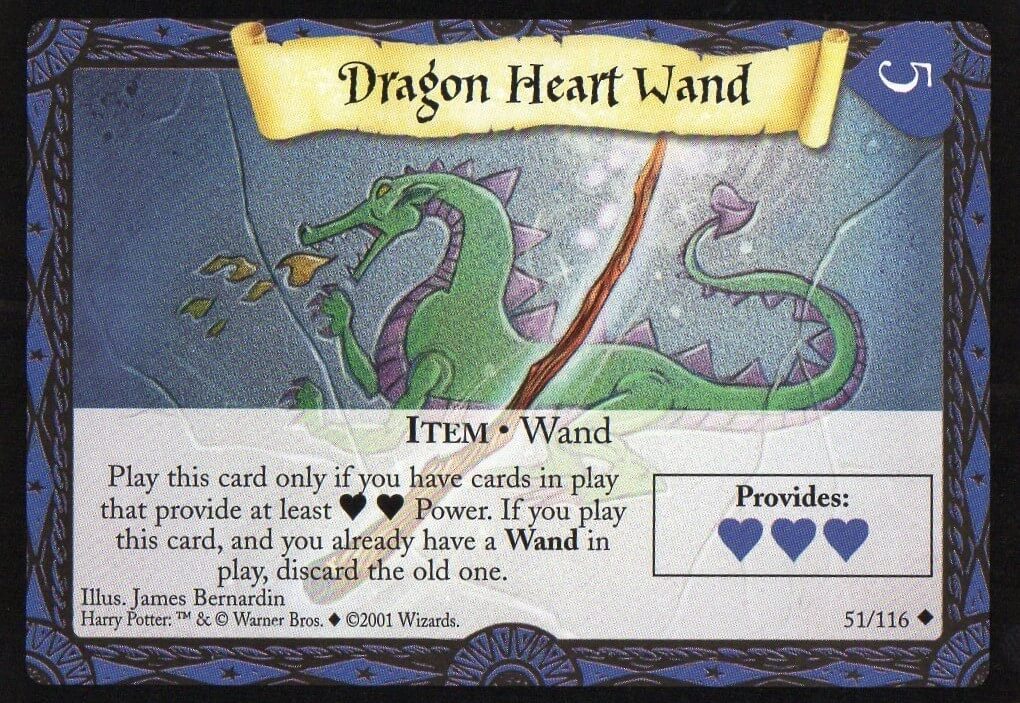 Dragon Heart Wand
5
ITEM • Wand
Play this card only if you have cards in play
that provide at least ♥ ♥ Power. If you play
this card, and you already have a Wand in
play, discard the old one.
Provides:
Illus. James Bernardin
Harry Potter: ™ & © Warner Bros. ◆ ©2001 Wizards.
51/116 ◆